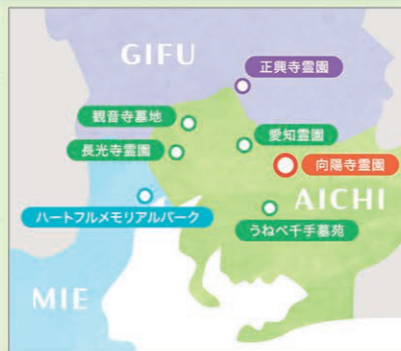 GIFU
正興寺霊園
観音寺墓地
愛知霊園
長光寺霊園
向陽寺霊園
AICHI
ハートフルメモリアルパーク
うねべ千手墓苑
MIE